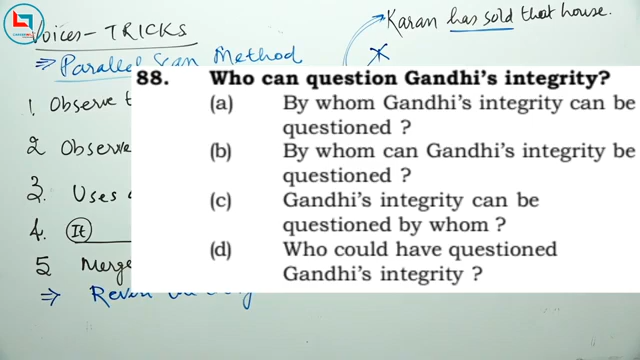 Karan has sold that house.
Voices - TRICKS
⇒ Parallel Scan Method
88. Who can question Gandhi's integrity?
(a) By whom Gandhi's integrity can be
questioned ?
(b) By whom can Gandhi's integrity be
questioned ?
(c) Gandhi's integrity can be
questioned by whom ?
(d) Who could have questioned
Gandhi's integrity ?
1. Observe
2 Observe
3. Uses
4. It
5 Merge
⇒